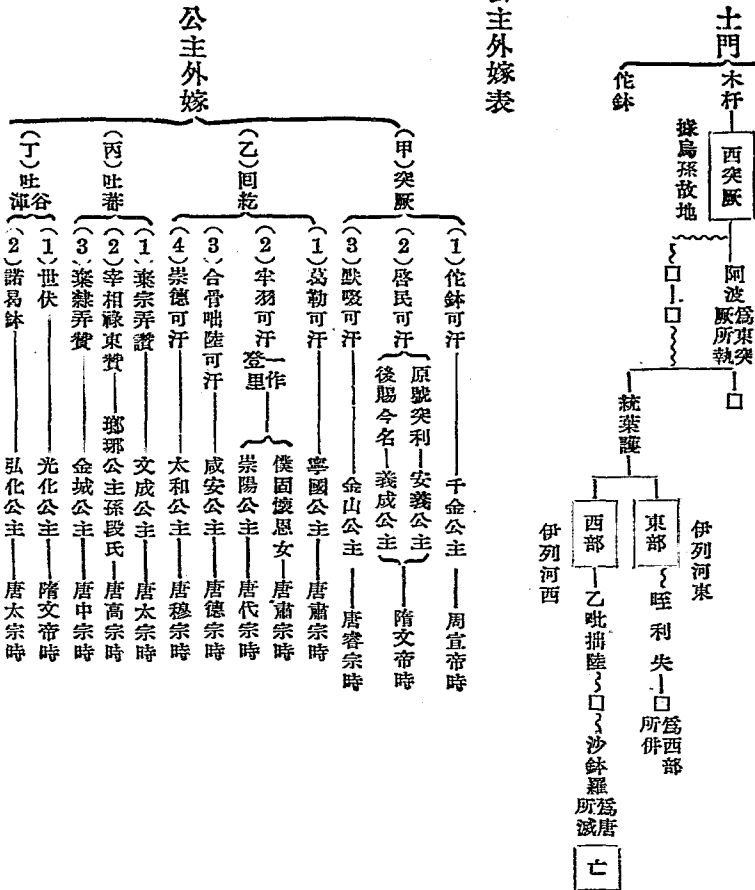 土門
木杆
佗鉢
西突厥
據烏孫故地
阿波爲東突厥所執
統葉護
伊列河東
東部
咥利失
爲西部所併
西部
乙毗拙陸
沙鉢羅爲唐所滅
亡
伊列河西
公主外嫁表
公主外嫁
(甲)突厥
(1)佗鉢可汗 千金公主 周宣帝時
(2)啓民可汗 原號突利 安義公主
後賜今名 義成公主 隋文帝時
(3)默啜可汗 金山公主 唐睿宗時
(乙)回紇
(1)葛勒可汗 寧國公主 唐肅宗時
(2)牟羽可汗 一作登里 僕固懷恩女 唐肅宗時
崇陽公主 唐代宗時
(3)合骨咄陸可汗 咸安公主 唐德宗時
(4)崇德可汗 太和公主 唐穆宗時
(丙)吐蕃
(1)棄宗弄讚 文成公主 唐太宗時
(2)宰相祿東贊 瑯琊公主孫段氏 唐高宗時
(3)棄隸弄贊 金城公主 唐中宗時
(丁)吐谷渾
(1)世伏 光化公主 隋文帝時
(2)諾曷鉢 弘化公主 唐太宗時